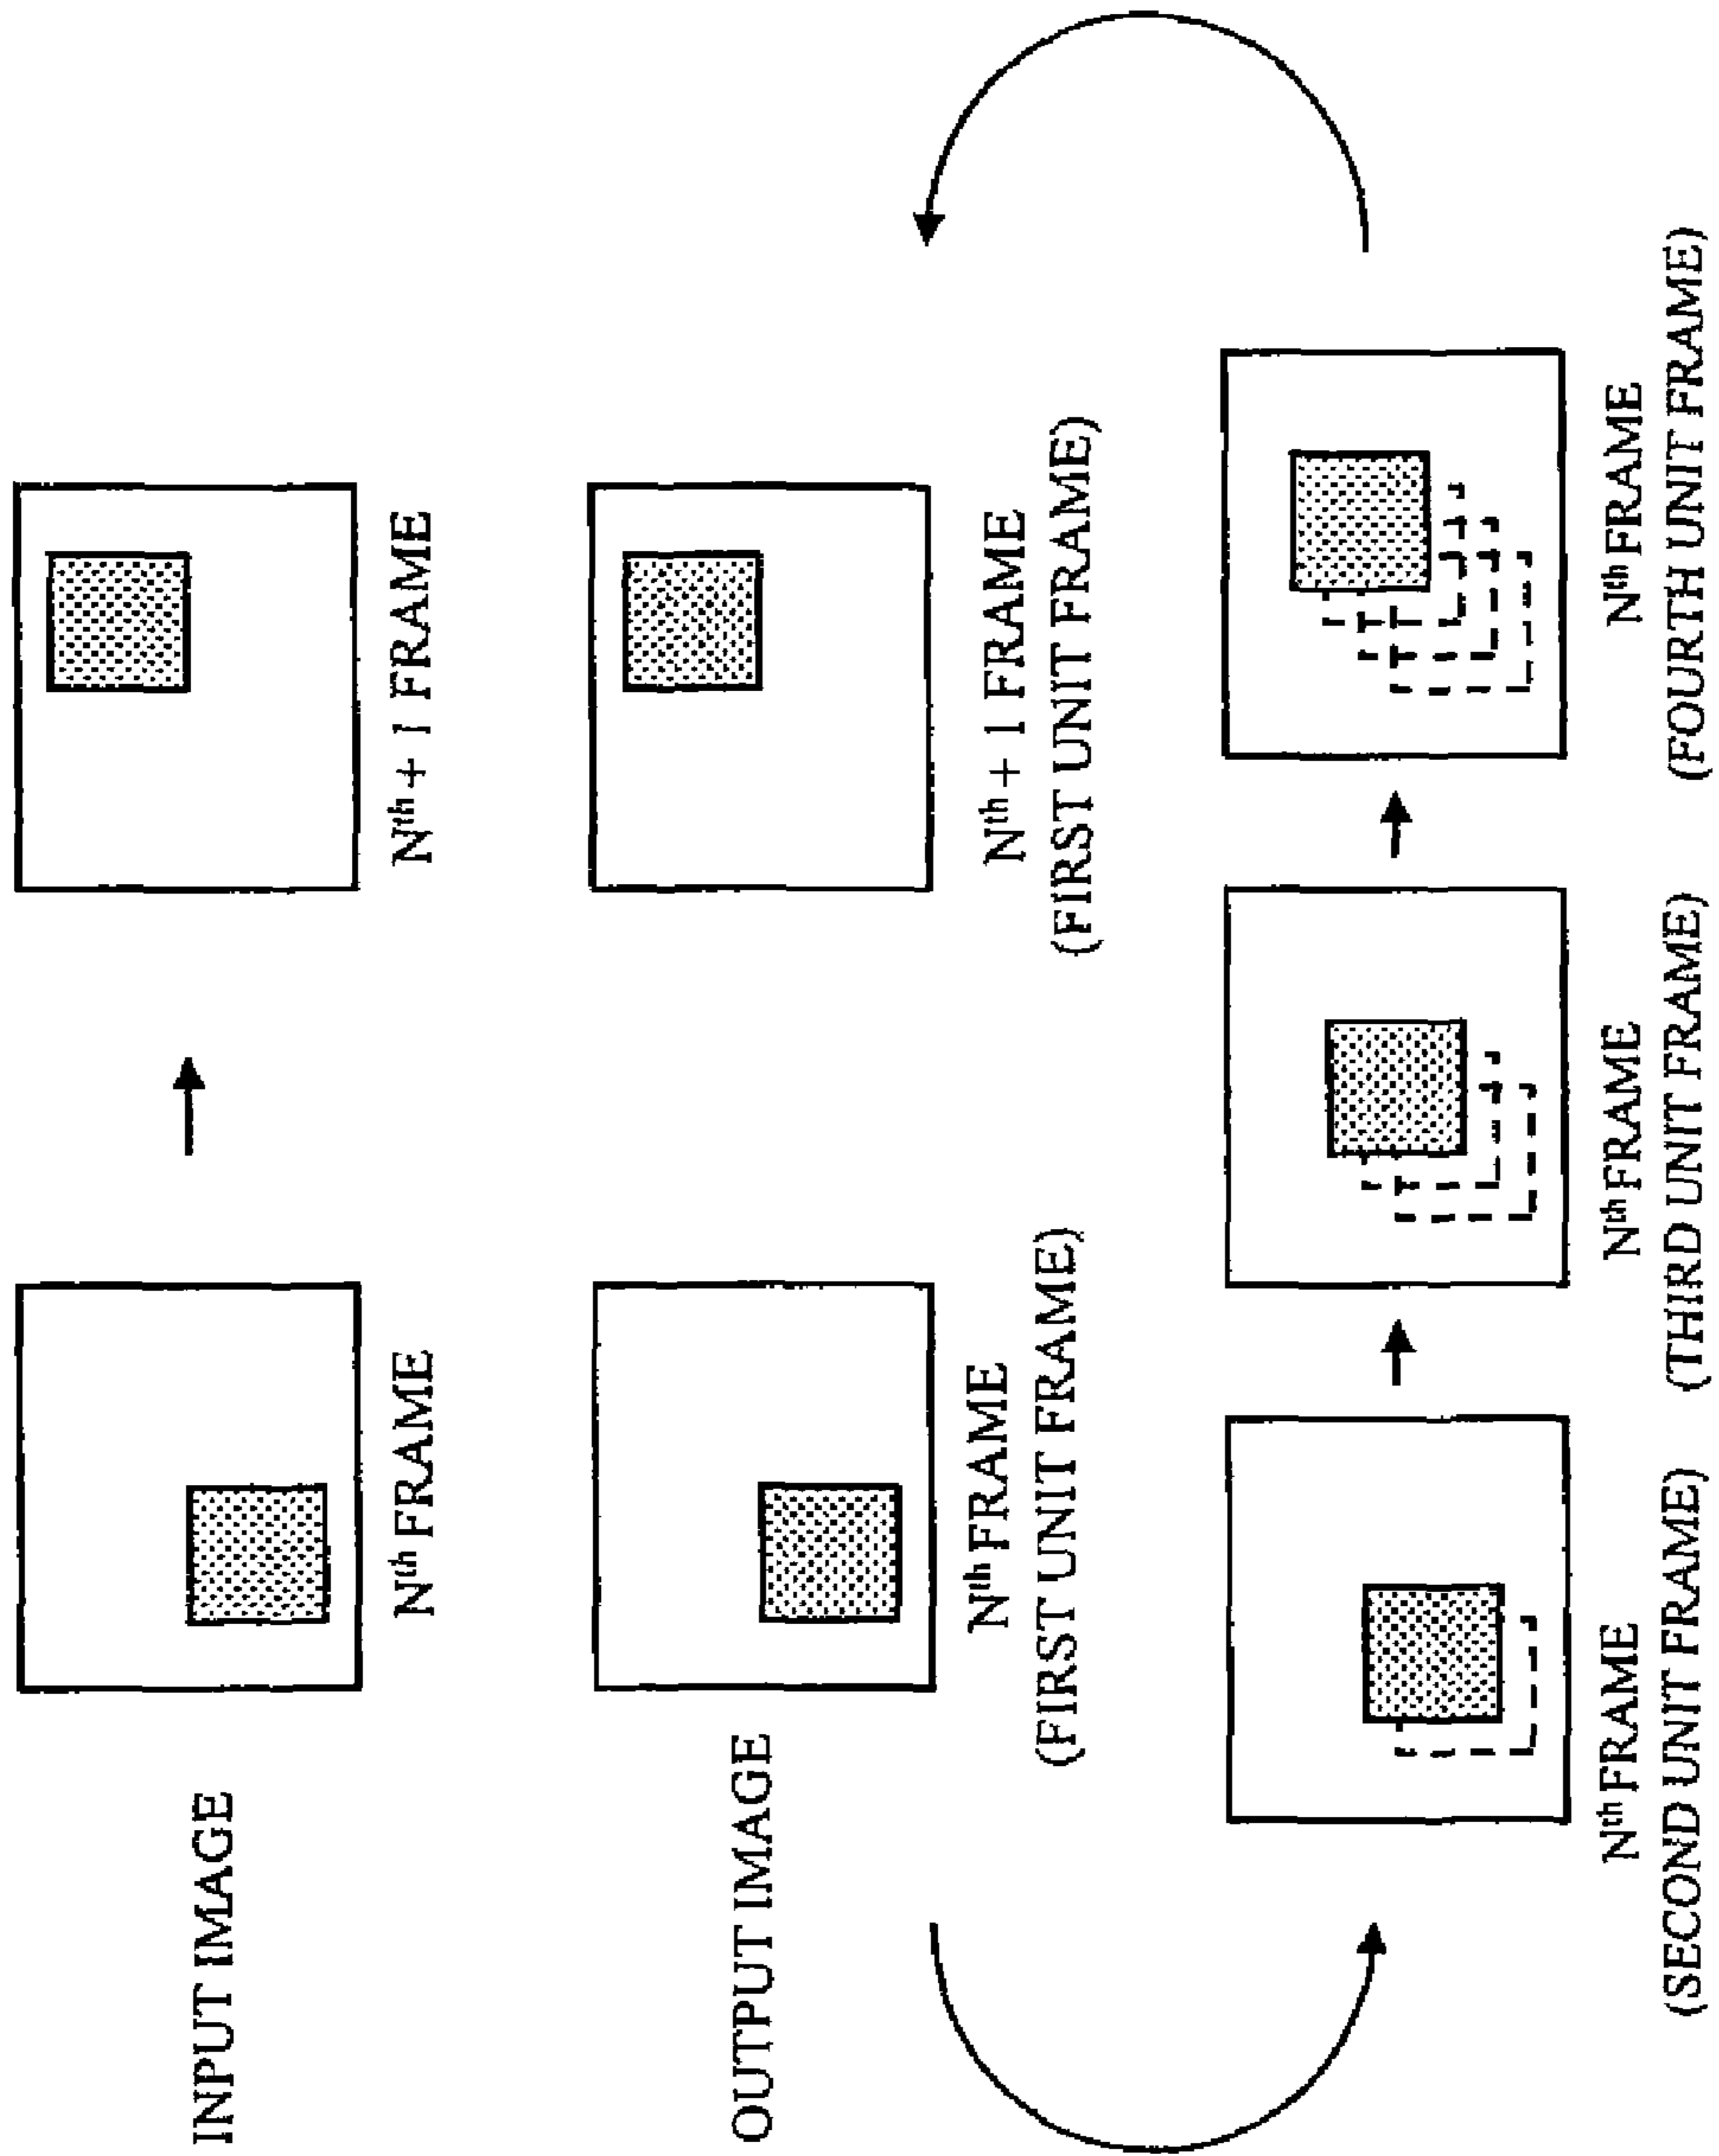 INPUT IMAGE
Nth FRAME
Nth + 1 FRAME
OUTPUT IMAGE
Nth FRAME
(FIRST UNIT FRAME)
Nth + 1 FRAME
(FIRST UNIT FRAME)
Nth FRAME
(SECOND UNIT FRAME)
Nth FRAME
(THIRD UNIT FRAME)
Nth FRAME
(FOURTH UNIT FRAME)